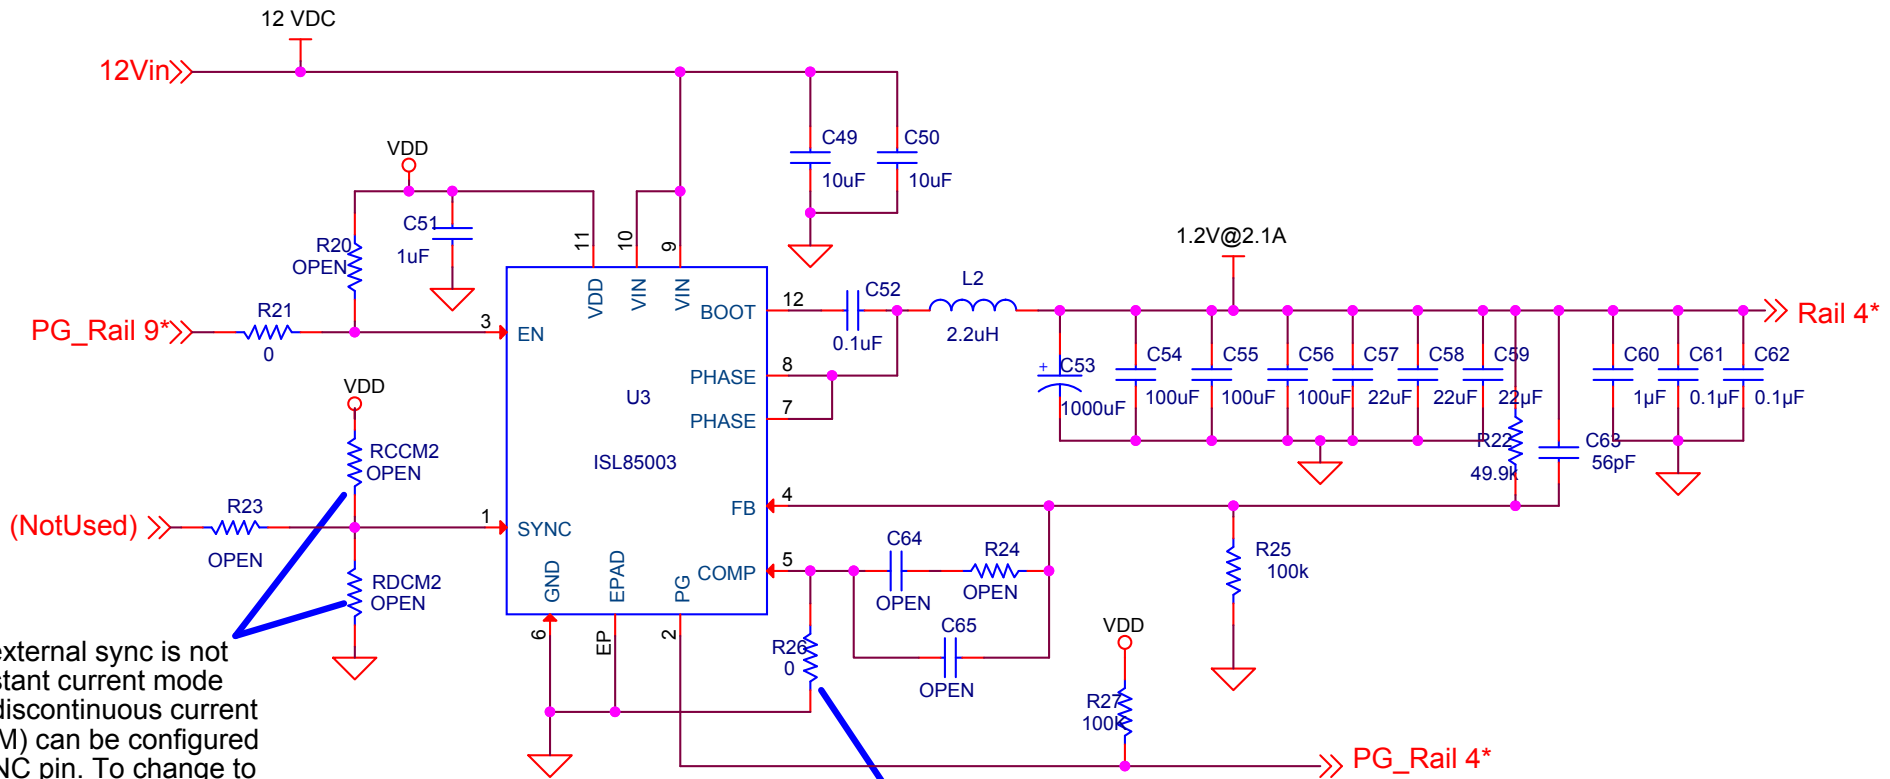 12 VDC
12Vin
VDD
C49
10uF
C50
10uF
C51
1uF
R20
OPEN
R21
0
PG_Rail 9*
11
10
9
VDD
VIN
VIN
3
EN
BOOT
12
C52
0.1uF
L2
2.2uH
1.2V@2.1A
Rail 4*
PHASE
8
PHASE
7
U3
ISL85003
+
C53
1000uF
C54
100uF
C55
100uF
C56
100uF
C57
22uF
C58
22uF
C59
22µF
C60
1µF
C61
0.1µF
C62
0.1µF
R22
49.9K
C63
56pF
VDD
RCCM2
OPEN
R23
OPEN
(NotUsed)
1
SYNC
RDCM2
OPEN
FB
4
COMP
5
C64
OPEN
R24
OPEN
C65
OPEN
R25
100k
GND
EPAD
PG
6
EP
2
R26
0
VDD
R27
100K
PG_Rail 4*
external sync is not
stant current mode
discontinuous current
M) can be configured
NC pin. To change to